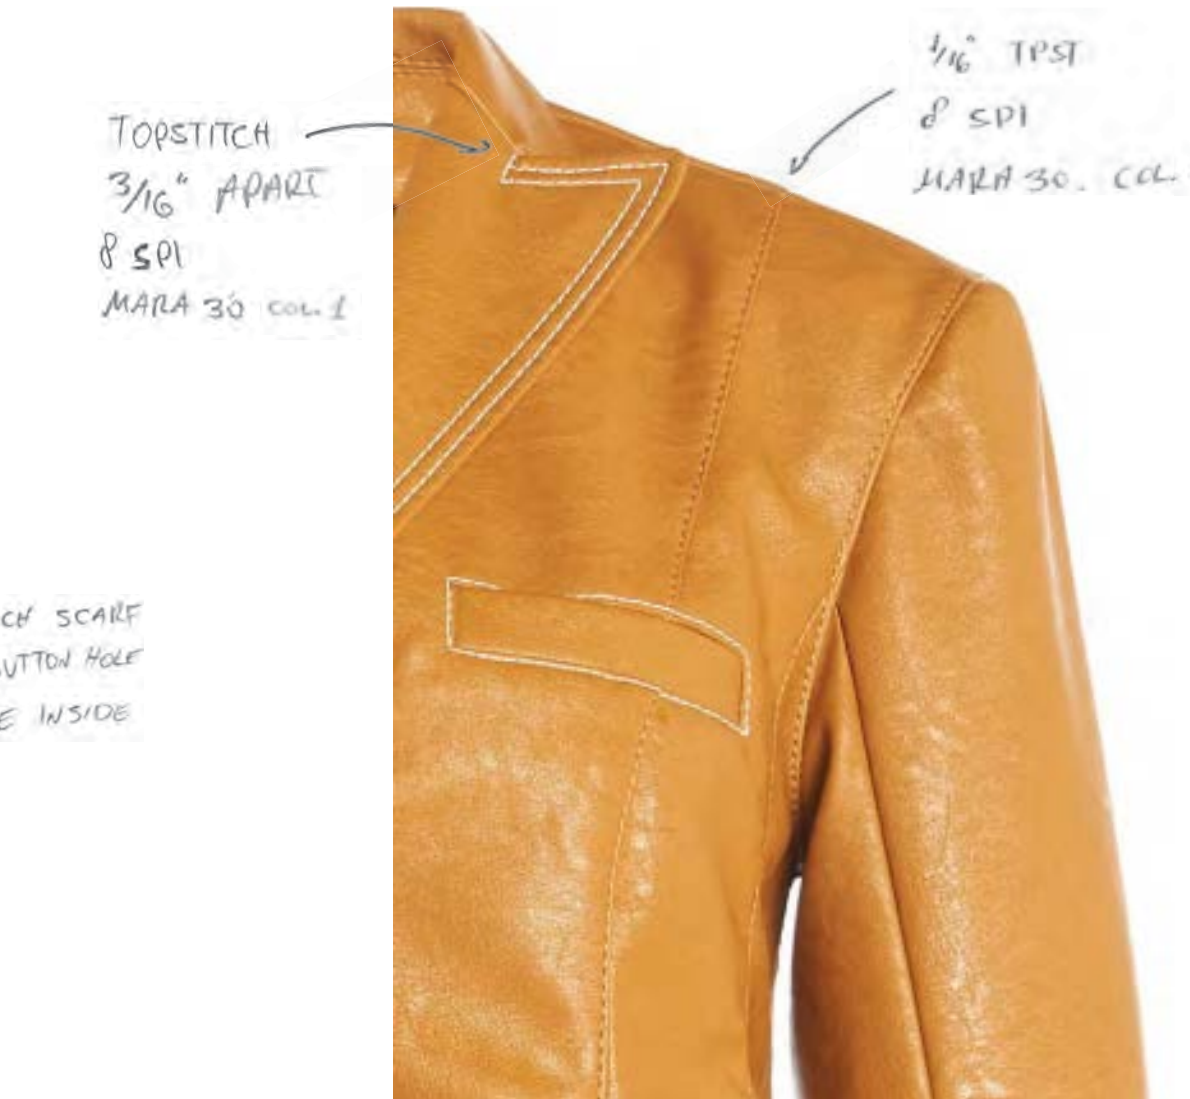 TOPSTITCH
3/16" APART
8 SPI
MARA 30 COL. 1
1/16" TPST
8 SPI
MARA 30. COL.
CH SCARF
UTTON HOLE
E INSIDE